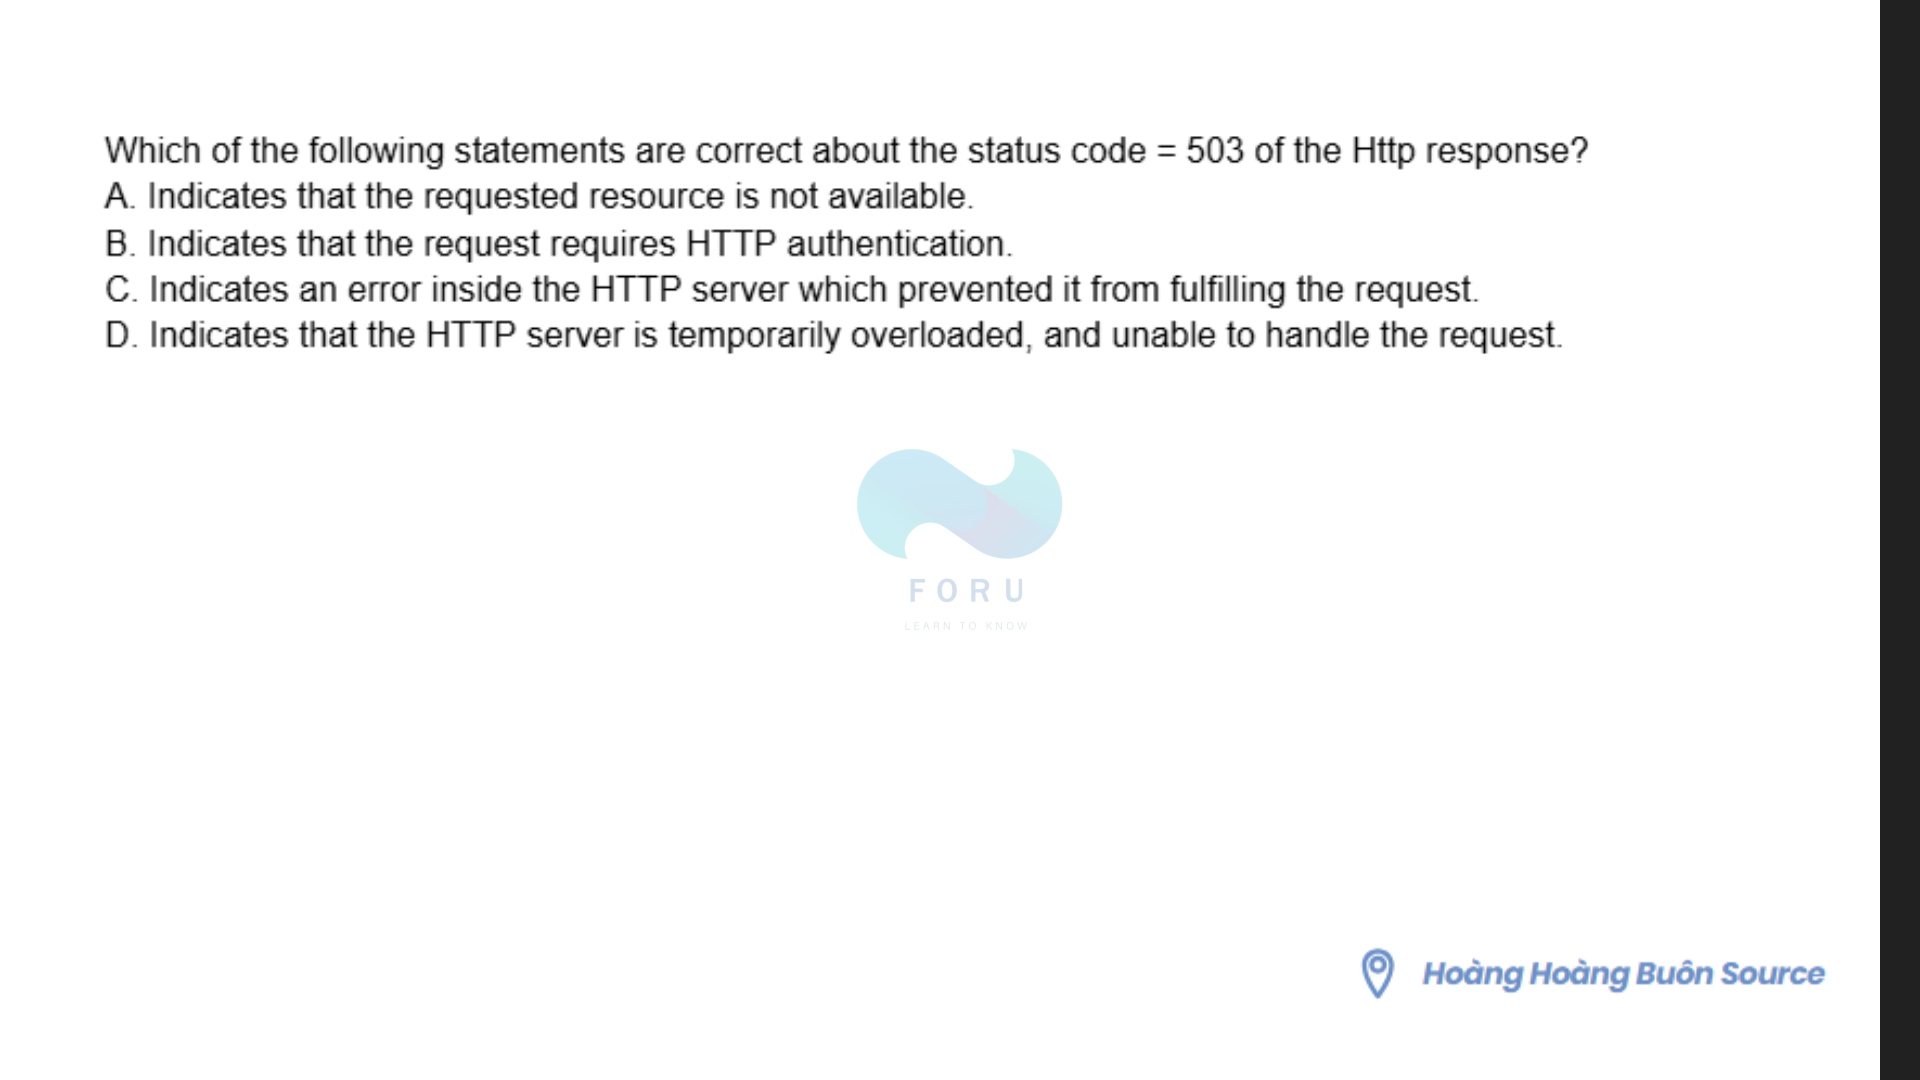 Which of the following statements are correct about the status code = 503 of the Http response?
A. Indicates that the requested resource is not available.
B. Indicates that the request requires HTTP authentication.
C. Indicates an error inside the HTTP server which prevented it from fulfilling the request.
D. Indicates that the HTTP server is temporarily overloaded, and unable to handle the request.
FORU
LEARN TO KNOW
Hoàng Hoàng Buôn Source